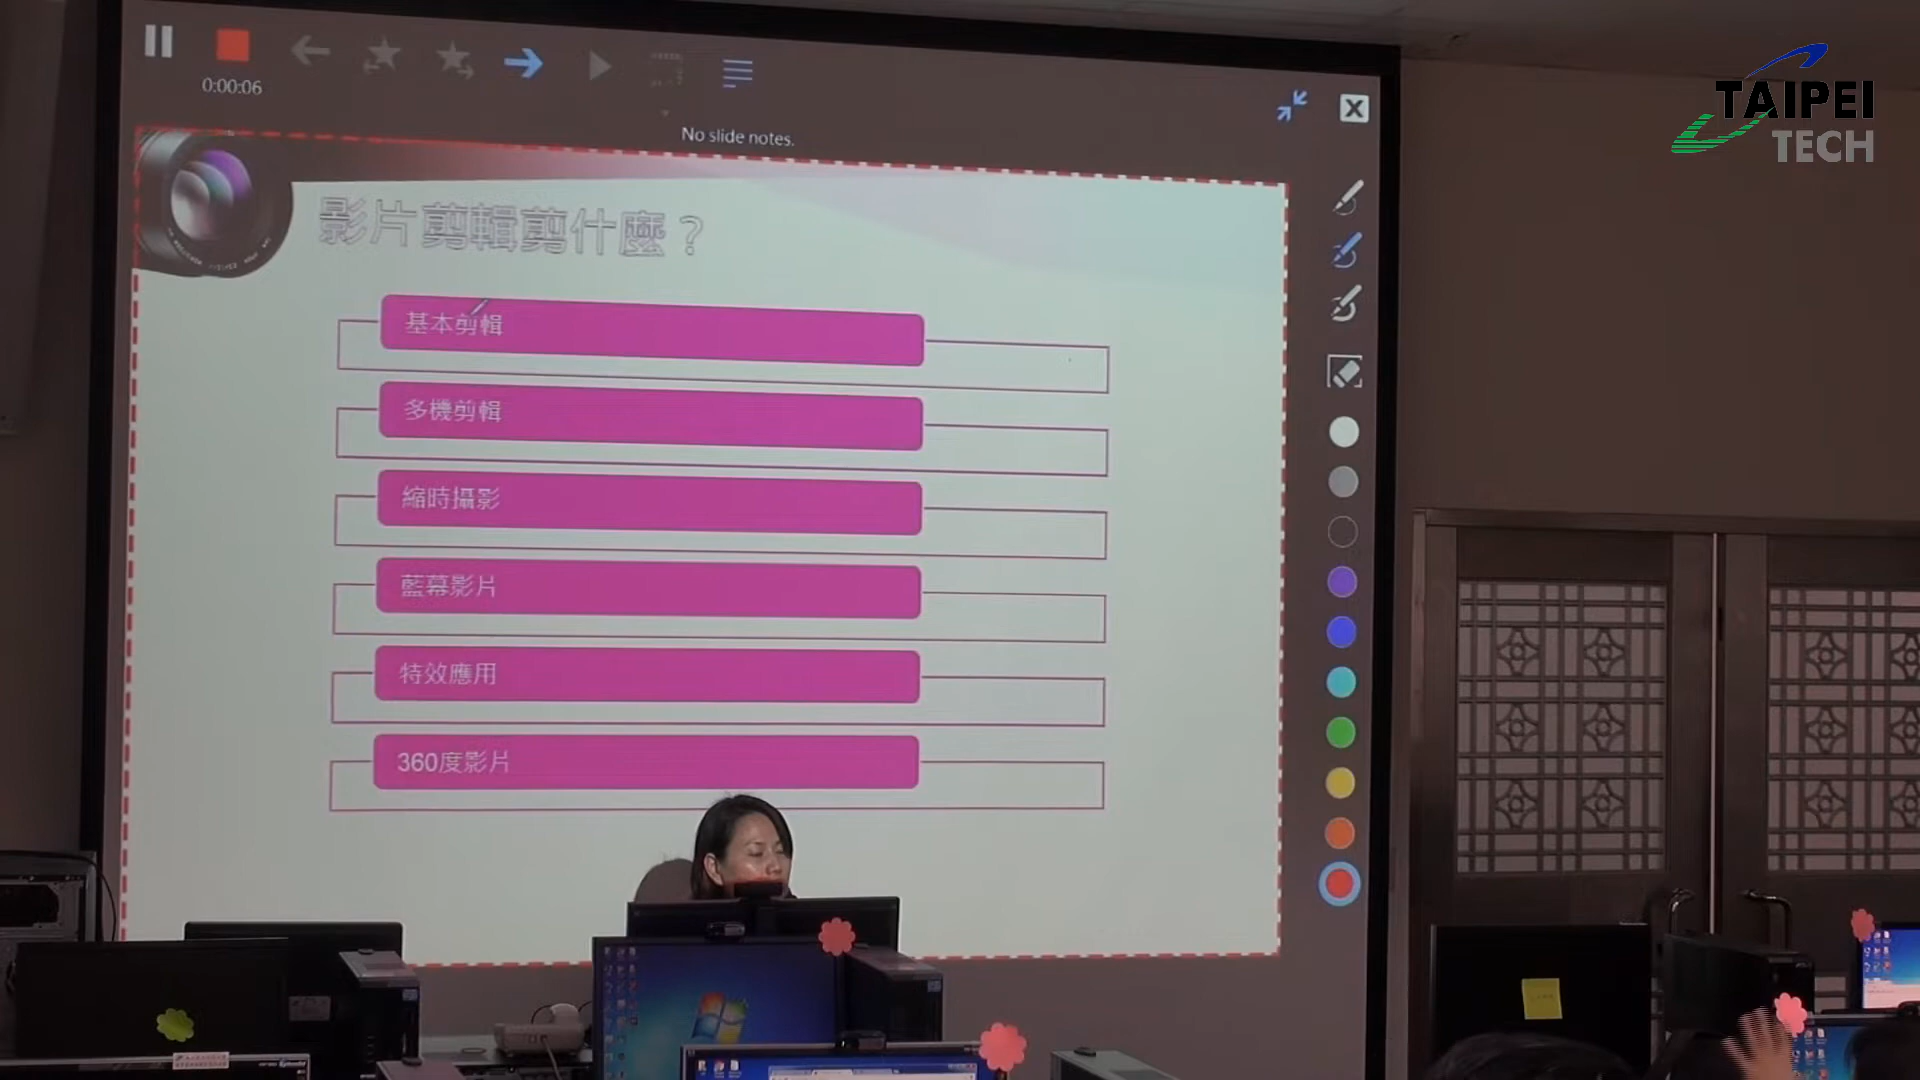 0:00:06
No slide notes.
TAIPEI
TECH
影片剪輯剪什麼？
基本剪輯
多機剪輯
縮時攝影
藍幕影片
特效應用
360度影片